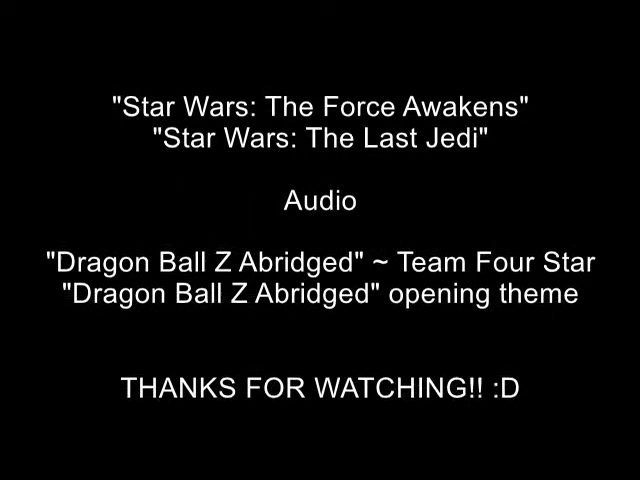 "Star Wars: The Force Awakens"
"Star Wars: The Last Jedi"
Audio
"Dragon Ball Z Abridged" ~ Team Four Star
"Dragon Ball Z Abridged" opening theme
THANKS FOR WATCHING!! :D